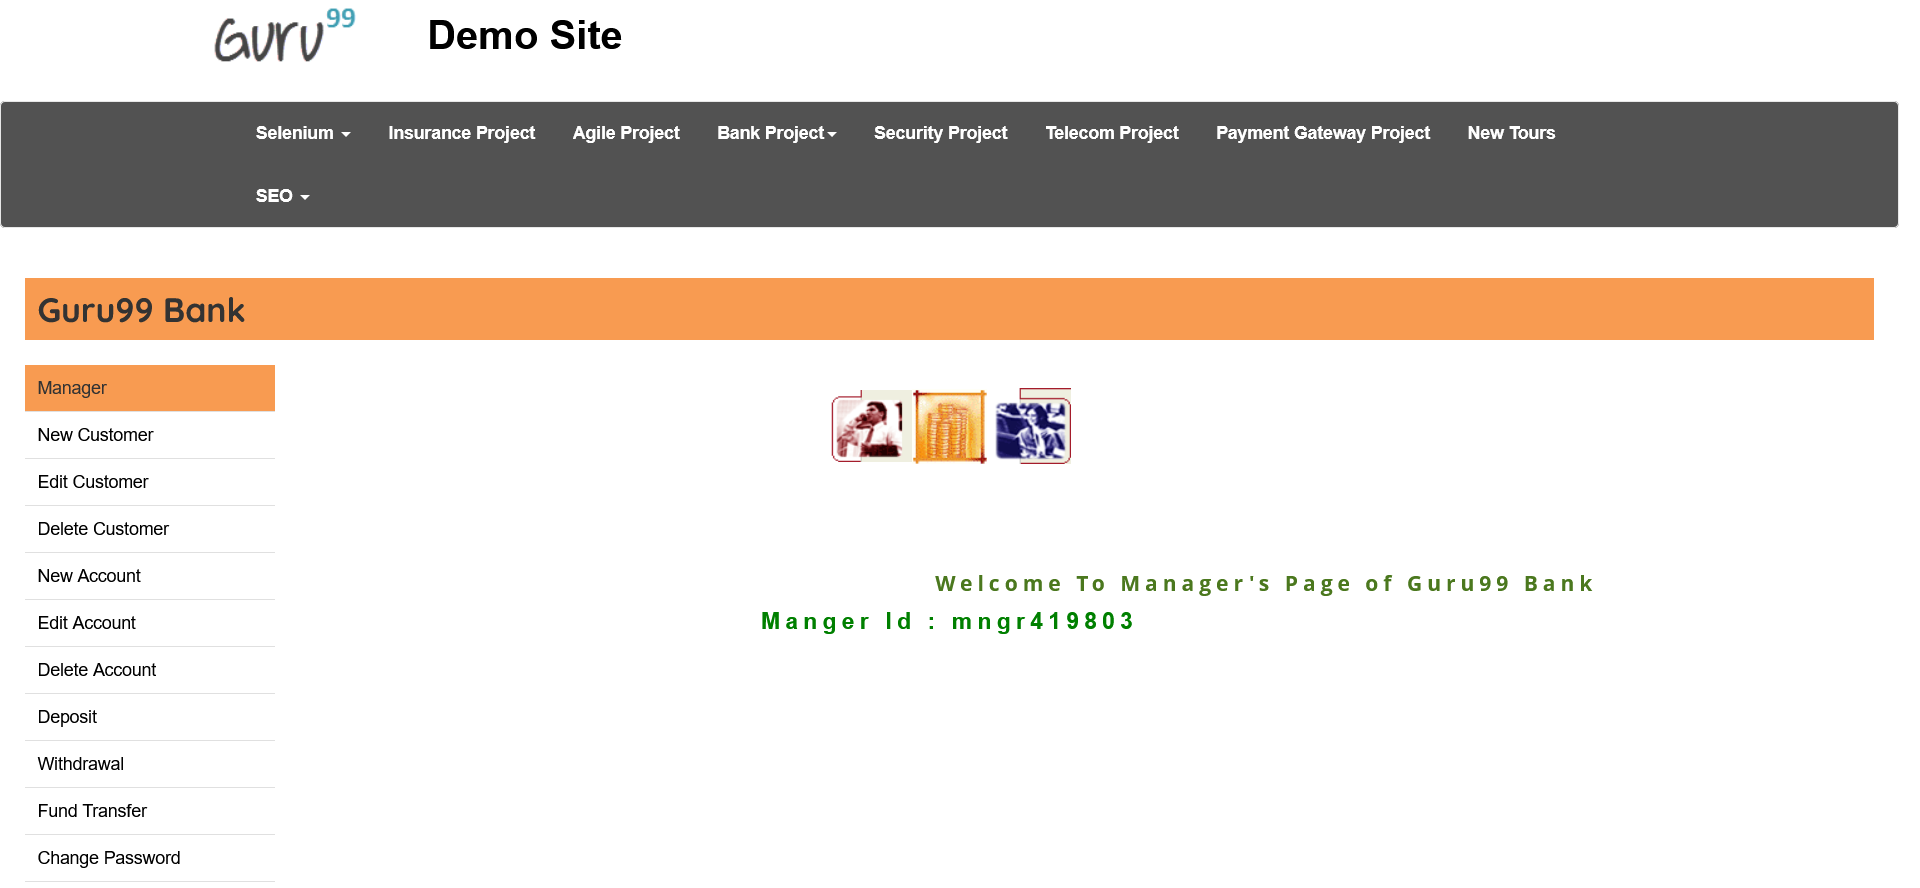 Guru99 Demo Site
Selenium Insurance Project Agile Project Bank Project Security Project Telecom Project Payment Gateway Project New Tours
SEO
Guru99 Bank
Manager
New Customer
Edit Customer
Delete Customer
New Account
Edit Account
Delete Account
Deposit
Withdrawal
Fund Transfer
Change Password
Welcome To Manager's Page of Guru99 Bank
Manger Id : mngr419803